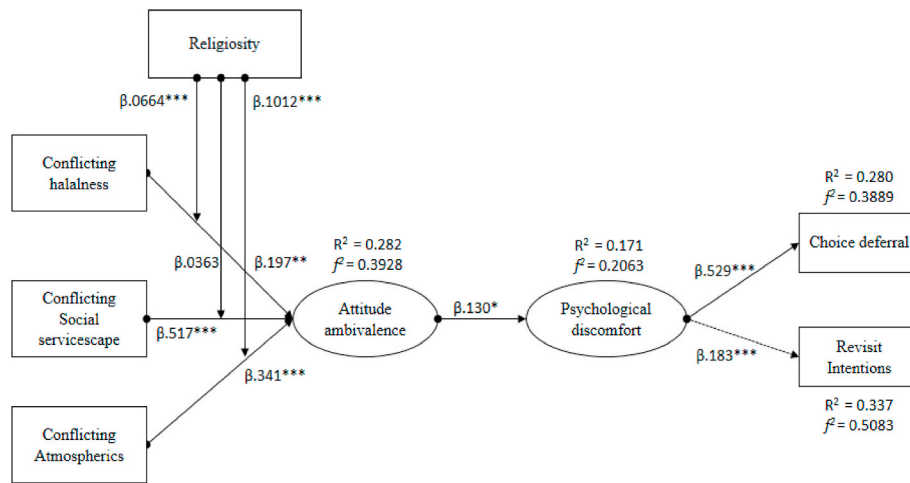 Religiosity
β.0664***
β.1012***
Conflicting
halalness
R² = 0.280
f² = 0.3889
Choice deferral
β.0363
β.197**
R² = 0.282
f² = 0.3928
R² = 0.171
f² = 0.2063
β.529***
Conflicting
Social
servicescape
β.517***
Attitude
ambivalence
β.130*
Psychological
discomfort
β.341***
β.183***
Revisit
Intentions
R² = 0.337
f² = 0.5083
Conflicting
Atmospherics